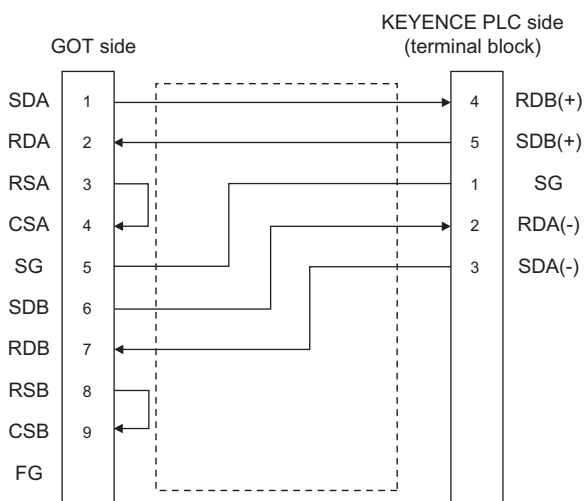 GOT side
KEYENCE PLC side
(terminal block)
SDA 1 4 RDB(+)
RDA 2 5 SDB(+)
RSA 3 1 SG
CSA 4 2 RDA(-)
SG 5 3 SDA(-)
SDB 6
RDB 7
RSB 8
CSB 9
FG